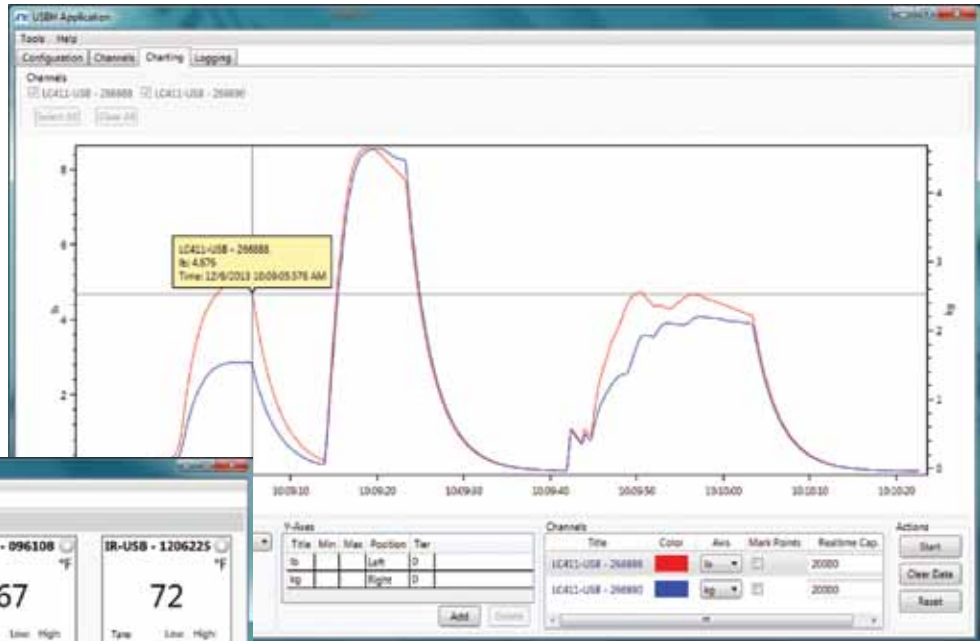 USBH Application
Tools Help
Configuration Channels Charting Logging
Channels
LC411-USB - 266888 LC411-USB - 266890
Select All Clear All
8
6
4
2
lb
LC411-USB - 266888
lb: 4.676
Time: 12/6/2013 10:09:05.376 AM
4
3
2
1
0
kg
10:09:10 10:09:20 10:09:30 10:09:40 10:09:50 10:10:00 10:10:10 10:10:20
- 096108
°F
67
Low High
IR-USB - 1206225
°F
72
Tare Low High
Y-Axes
Title Min Max Position Tier
lb Left 0
kg Right 0
Add Delete
Channels
Title Color Axis Mark Points Realtime Cap.
LC411-USB - 266888 lb 20000
LC411-USB - 266890 kg 20000
Actions
Start
Clear Data
Reset